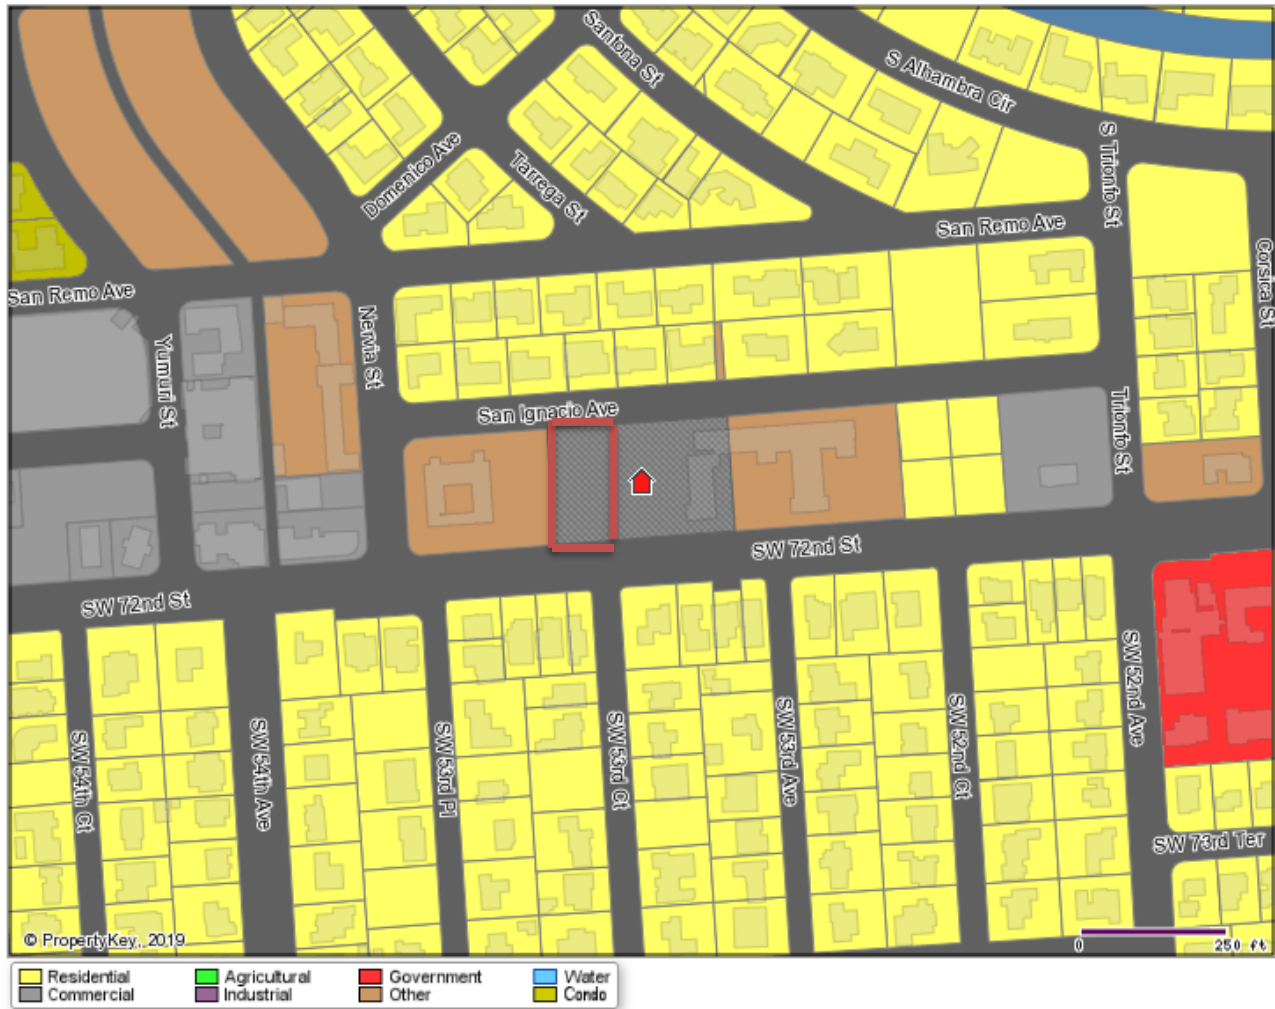 Santona St
S Alhambra Cir
Domenico Ave
Tarrega St
S Trionfo St
San Remo Ave
Corsica St
San Remo Ave
Yumuri St
Nervia St
San Ignacio Ave
Trionfo St
SW 72nd St
SW 72nd St
SW 54th Ct
SW 54th Ave
SW 53rd Pl
SW 53rd Ct
SW 53rd Ave
SW 52nd Ct
SW 52nd Ave
SW 73rd Ter
© PropertyKey, 2019
0 250 ft
Residential Agricultural Government Water
Commercial Industrial Other Condo